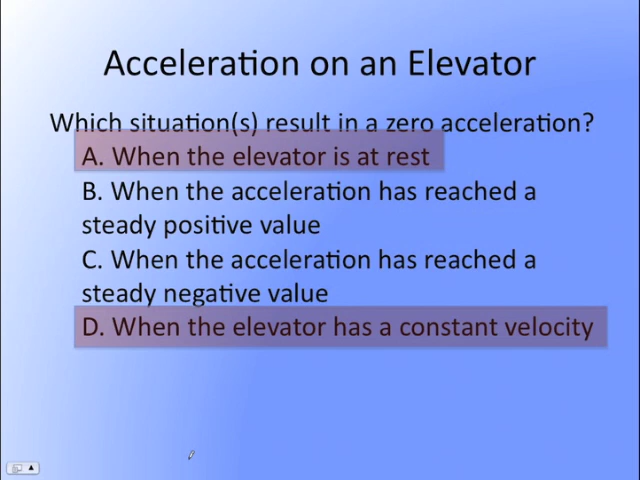 Acceleration on an Elevator
Which situation(s) result in a zero acceleration?
A. When the elevator is at rest
B. When the acceleration has reached a
steady positive value
C. When the acceleration has reached a
steady negative value
D. When the elevator has a constant velocity